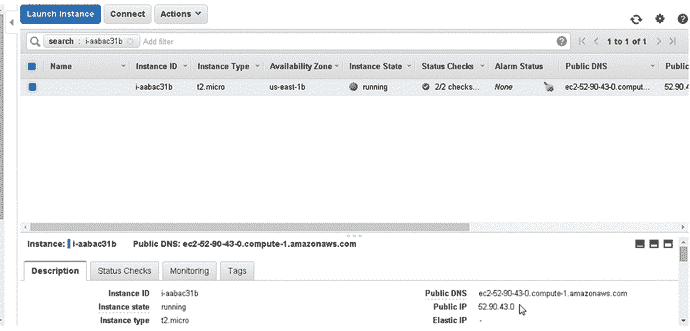 Launch Instance Connect Actions
search : i-aabac31b Add filter 1 to 1 of 1
Name Instance ID Instance Type Availability Zone Instance State Status Checks Alarm Status Public DNS Public
i-aabac31b t2.micro us-east-1b running 2/2 checks... None ec2-52-90-43-0.comput... 52.90.4
Instance: i-aabac31b Public DNS: ec2-52-90-43-0.compute-1.amazonaws.com
Description Status Checks Monitoring Tags
Instance ID i-aabac31b Public DNS ec2-52-90-43-0.compute-1.amazonaws.com
Instance state running Public IP 52.90.43.0
Instance type t2.micro Elastic IP -